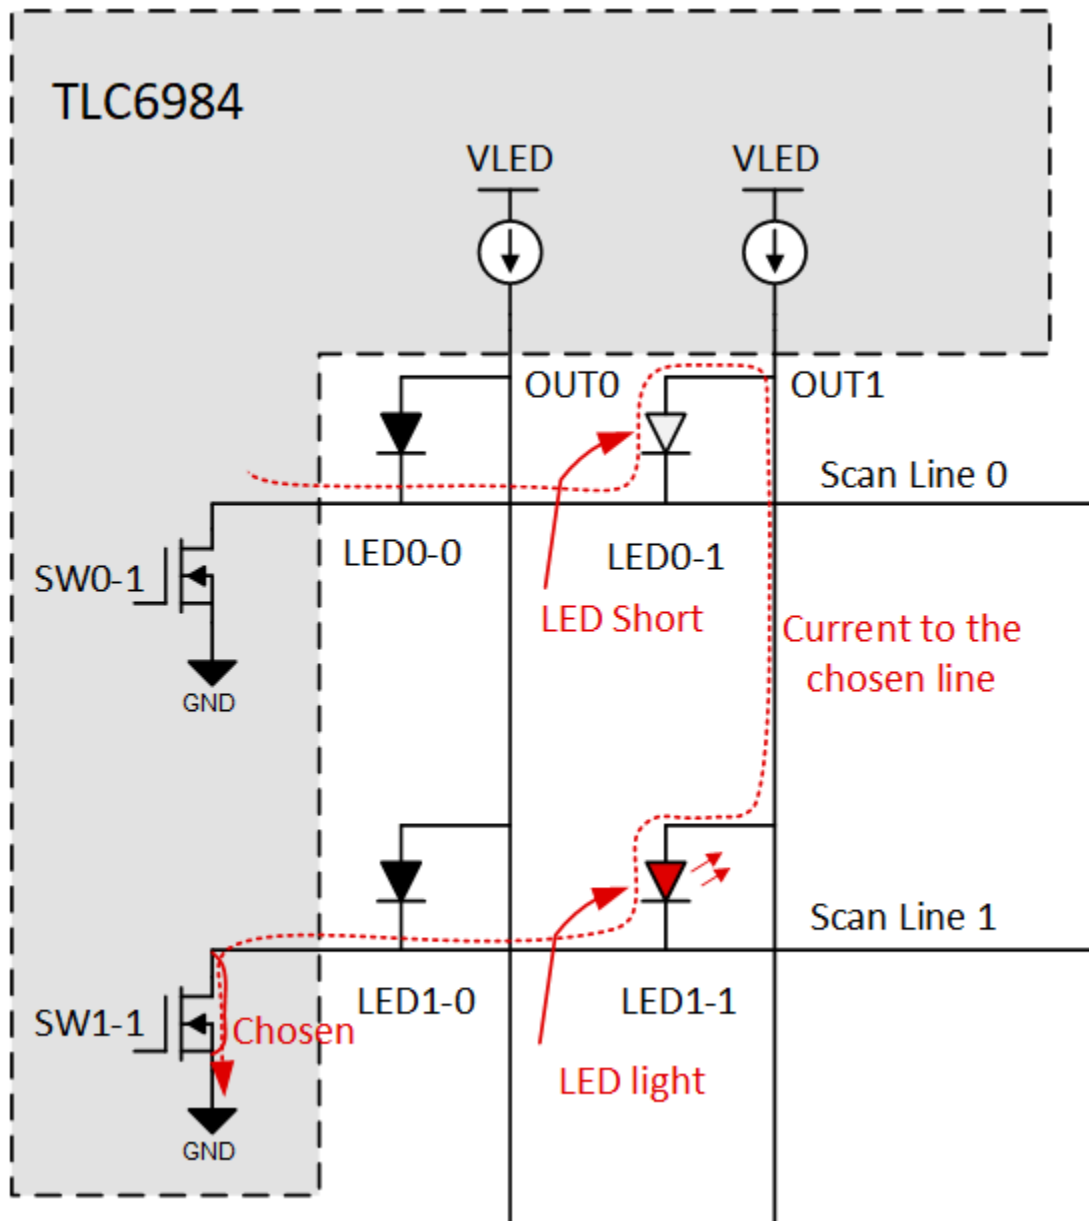 TLC6984
VLED
VLED
OUT0
OUT1
Scan Line 0
LED0-0
LED0-1
SW0-1
LED Short
GND
Current to the
chosen line
Scan Line 1
LED1-0
LED1-1
SW1-1
Chosen
LED light
GND